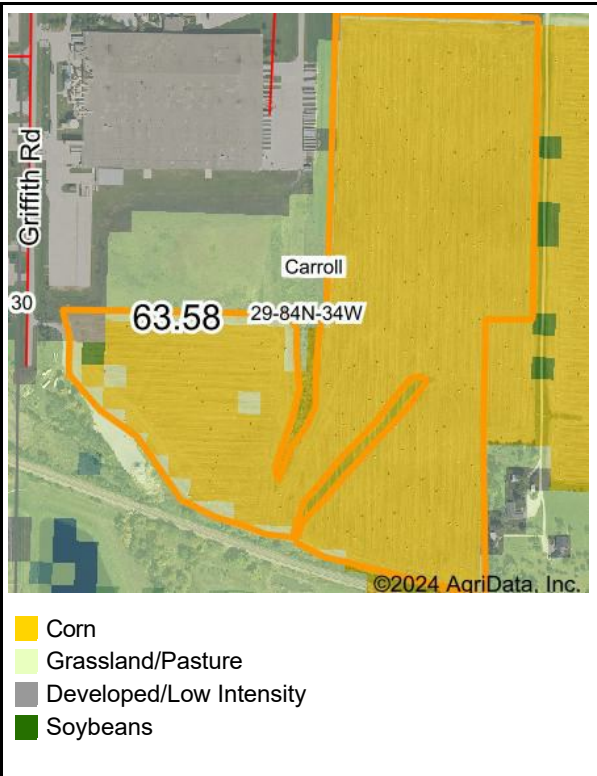 Griffith Rd
Carroll
30
63.58
29-84N-34W
©2024 AgriData, Inc.
Corn
Grassland/Pasture
Developed/Low Intensity
Soybeans